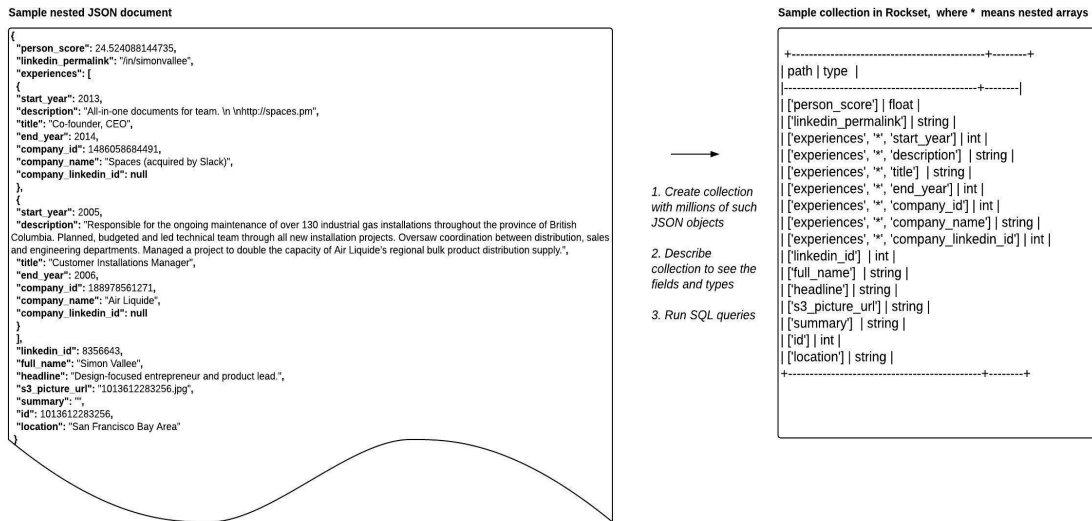 Sample nested JSON document
{
"person_score": 24.524088144735,
"linkedin_permalink": "/in/simonvallee",
"experiences": [
{
"start_year": 2013,
"description": "All-in-one documents for team. \n \nhttp://spaces.pm",
"title": "Co-founder, CEO",
"end_year": 2014,
"company_id": 1486058684491,
"company_name": "Spaces (acquired by Slack)",
"company_linkedin_id": null
},
{
"start_year": 2005,
"description": "Responsible for the ongoing maintenance of over 130 industrial gas installations throughout the province of British
Columbia. Planned, budgeted and led technical team through all new installation projects. Oversaw coordination between distribution, sales
and engineering departments. Managed a project to double the capacity of Air Liquide's regional bulk product distribution supply.",
"title": "Customer Installations Manager",
"end_year": 2006,
"company_id": 188978561271,
"company_name": "Air Liquide",
"company_linkedin_id": null
}
],
"linkedin_id": 8356643,
"full_name": "Simon Vallee",
"headline": "Design-focused entrepreneur and product lead.",
"s3_picture_url": "1013612283256.jpg",
"summary": "",
"id": 1013612283256,
"location": "San Francisco Bay Area"
}
1. Create collection
with millions of such
JSON objects
2. Describe
collection to see the
fields and types
3. Run SQL queries
Sample collection in Rockset, where * means nested arrays
+--------------------------------------------+--------+
| path | type |
|--------------------------------------------+--------|
| ['person_score'] | float |
| ['linkedin_permalink'] | string |
| ['experiences', '*', 'start_year'] | int |
| ['experiences', '*', 'description'] | string |
| ['experiences', '*', 'title'] | string |
| ['experiences', '*', 'end_year'] | int |
| ['experiences', '*', 'company_id'] | int |
| ['experiences', '*', 'company_name'] | string |
| ['experiences', '*', 'company_linkedin_id'] | int |
| ['linkedin_id'] | int |
| ['full_name'] | string |
| ['headline'] | string |
| ['s3_picture_url'] | string |
| ['summary'] | string |
| ['id'] | int |
| ['location'] | string |
+--------------------------------------------+--------+